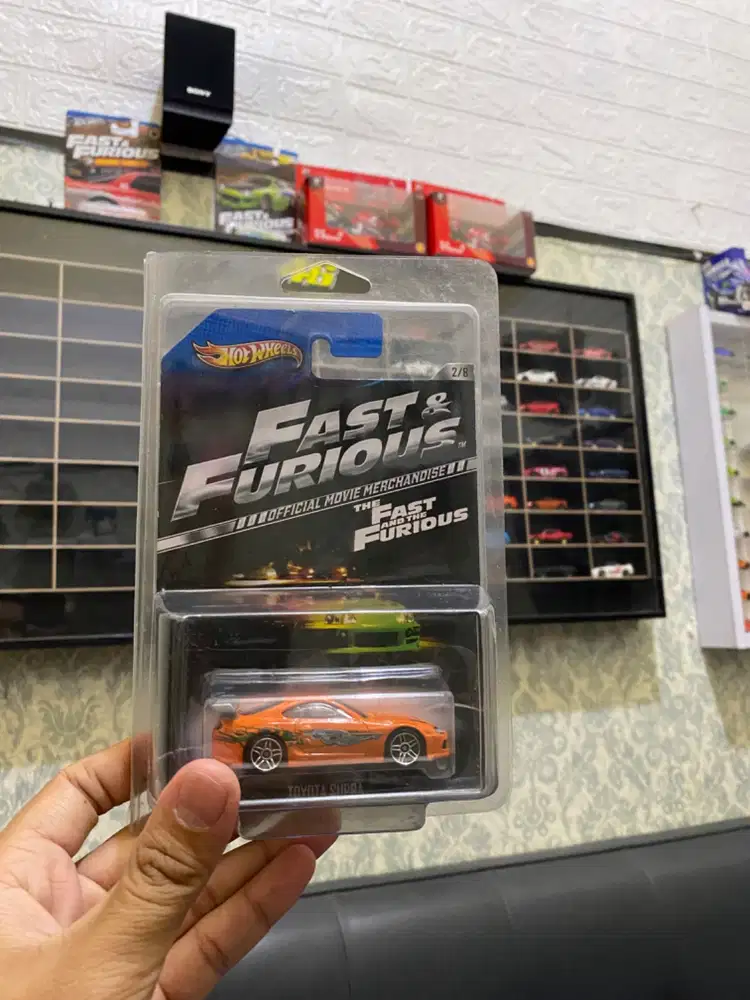 SONY
FAST &
FURIOUS
FAST &
FURIOUS
HOT WHEELS
2/8
FAST &
FURIOUS™
OFFICIAL MOVIE MERCHANDISE
THE
FAST
AND THE
FURIOUS
TOYOTA SUPRA